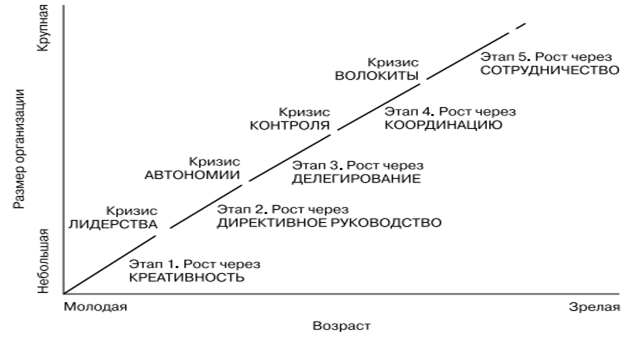 Крупная
Размер организации
Небольшая
Кризис
ВОЛОКИТЫ
Этап 5. Рост через
СОТРУДНИЧЕСТВО
Кризис
КОНТРОЛЯ
Этап 4. Рост через
КООРДИНАЦИЮ
Кризис
АВТОНОМИИ
Этап 3. Рост через
ДЕЛЕГИРОВАНИЕ
Кризис
ЛИДЕРСТВА
Этап 2. Рост через
ДИРЕКТИВНОЕ РУКОВОДСТВО
Этап 1. Рост через
КРЕАТИВНОСТЬ
Молодая
Зрелая
Возраст